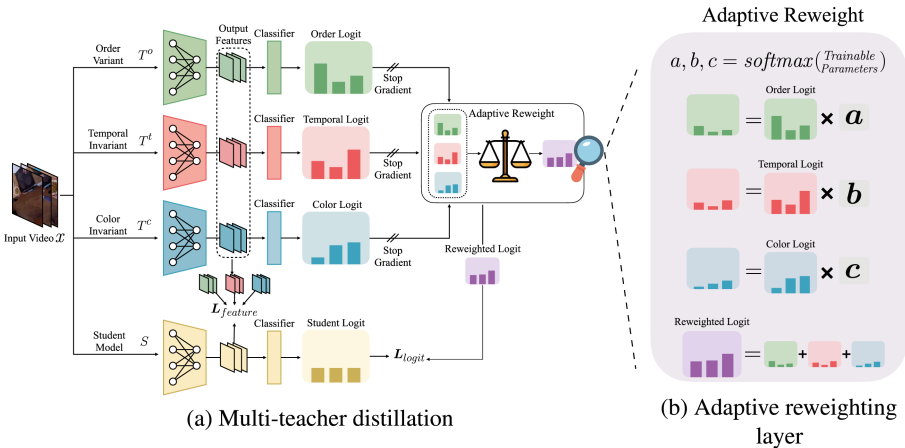 Order
Variant
T^o
Output
Features
Classifier
Order Logit
Stop
Gradient
Temporal
Invariant
T^t
Classifier
Temporal Logit
Stop
Gradient
Adaptive Reweight
Input Video x
Color
Invariant
T^c
Classifier
Color Logit
Stop
Gradient
Reweighted Logit
L_feature
Student
Model
S
Classifier
Student Logit
L_logit
(a) Multi-teacher distillation
Adaptive Reweight
a, b, c = softmax(Trainable Parameters)
Order Logit
= × a
Temporal Logit
= × b
Color Logit
= × c
Reweighted Logit
= + +
(b) Adaptive reweighting
layer